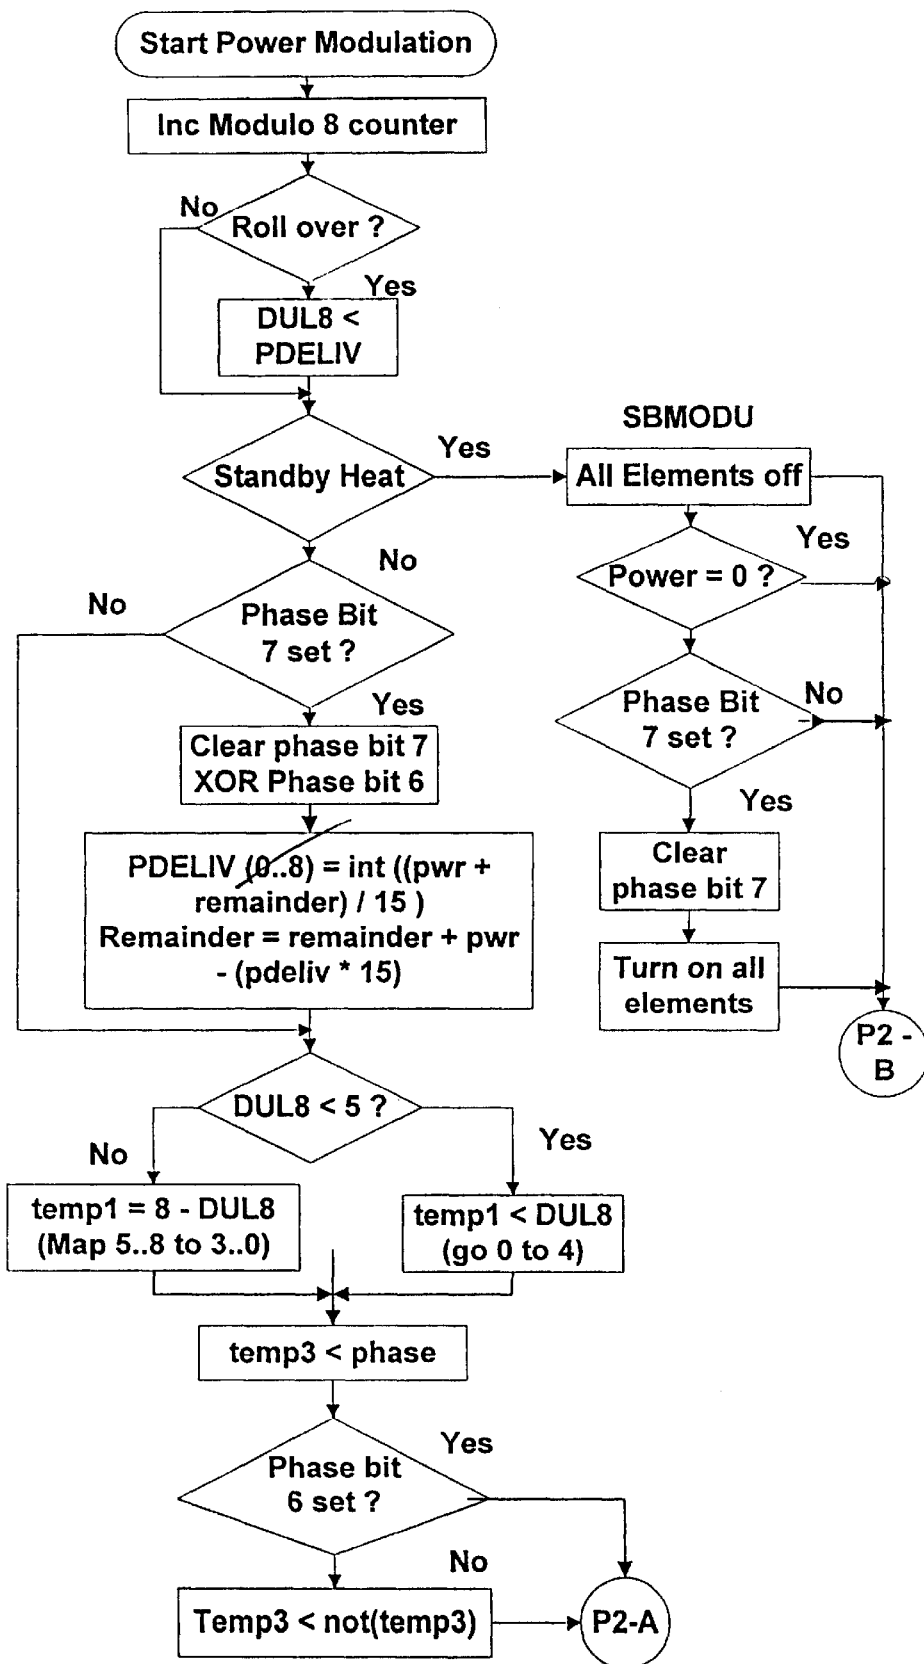 Start Power Modulation
Inc Modulo 8 counter
No
Roll over ?
Yes
DUL8 <
PDELIV
SBMODU
Standby Heat
Yes
All Elements off
No
Yes
Power = 0 ?
No
Phase Bit
7 set ?
Yes
Phase Bit
7 set ?
No
Clear phase bit 7
XOR Phase bit 6
Yes
Clear
phase bit 7
PDELIV (0..8) = int ((pwr +
remainder) / 15 )
Remainder = remainder + pwr
- (pdeliv * 15)
Turn on all
elements
P2 -
B
DUL8 < 5 ?
No
Yes
temp1 = 8 - DUL8
(Map 5..8 to 3..0)
temp1 < DUL8
(go 0 to 4)
temp3 < phase
Phase bit
6 set ?
Yes
No
Temp3 < not(temp3)
P2-A